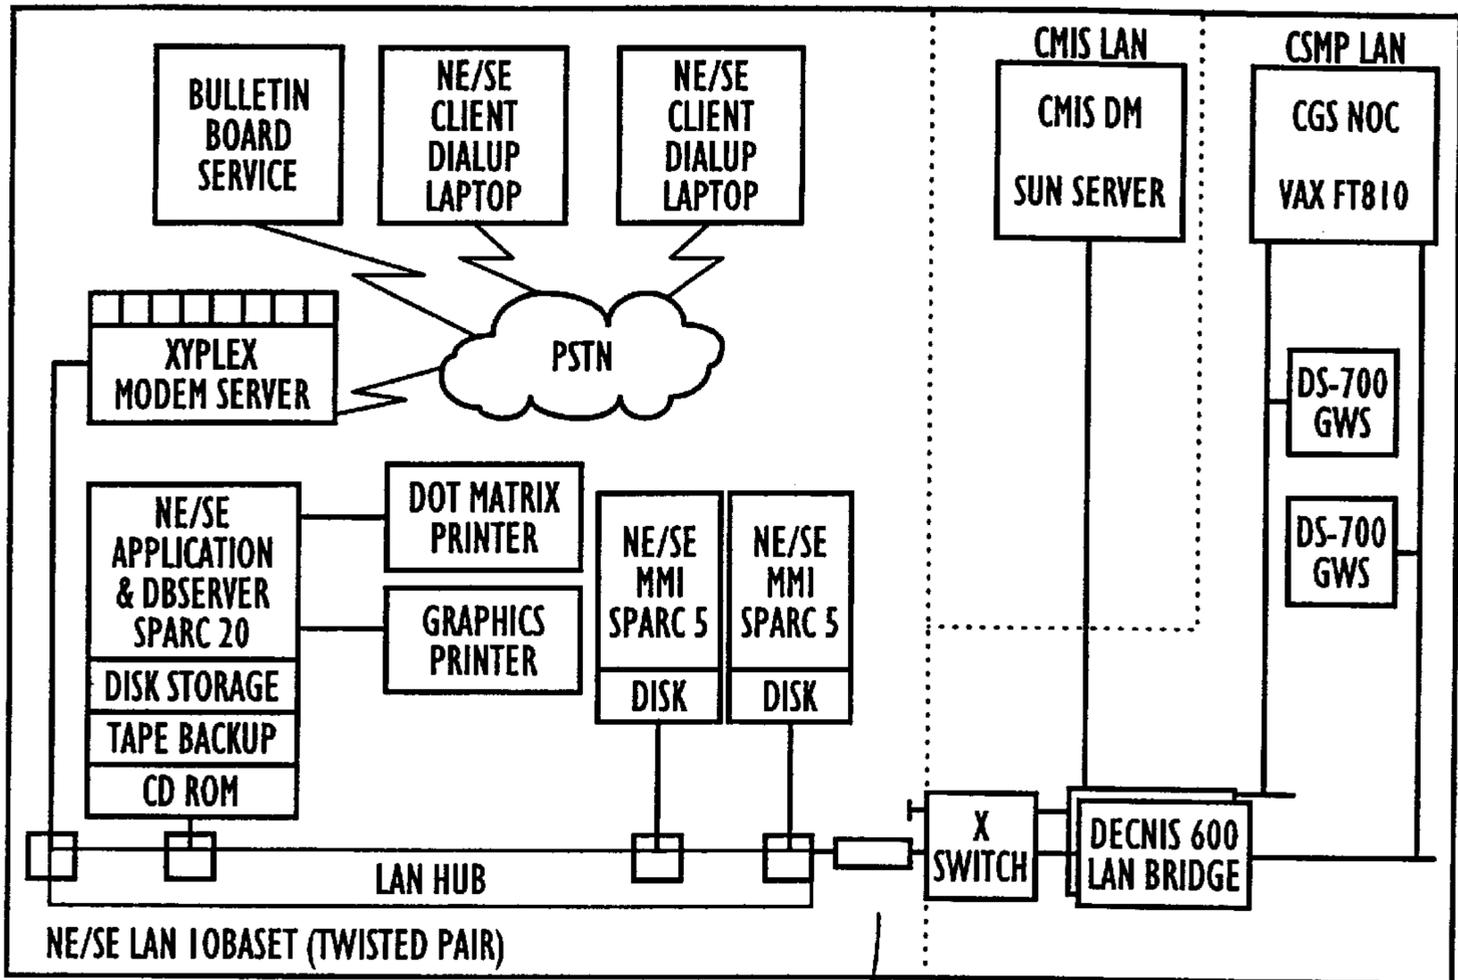 BULLETIN
BOARD
SERVICE
NE/SE
CLIENT
DIALUP
LAPTOP
NE/SE
CLIENT
DIALUP
LAPTOP
CMIS LAN
CMIS DM
SUN SERVER
CSMP LAN
CGS NOC
VAX FT810
XYPLEX
MODEM SERVER
PSTN
DS-700
GWS
DS-700
GWS
NE/SE
APPLICATION
& DBSERVER
SPARC 20
DISK STORAGE
TAPE BACKUP
CD ROM
DOT MATRIX
PRINTER
GRAPHICS
PRINTER
NE/SE
MMI
SPARC 5
DISK
NE/SE
MMI
SPARC 5
DISK
LAN HUB
X
SWITCH
DECNIS 600
LAN BRIDGE
NE/SE LAN 10BASET (TWISTED PAIR)